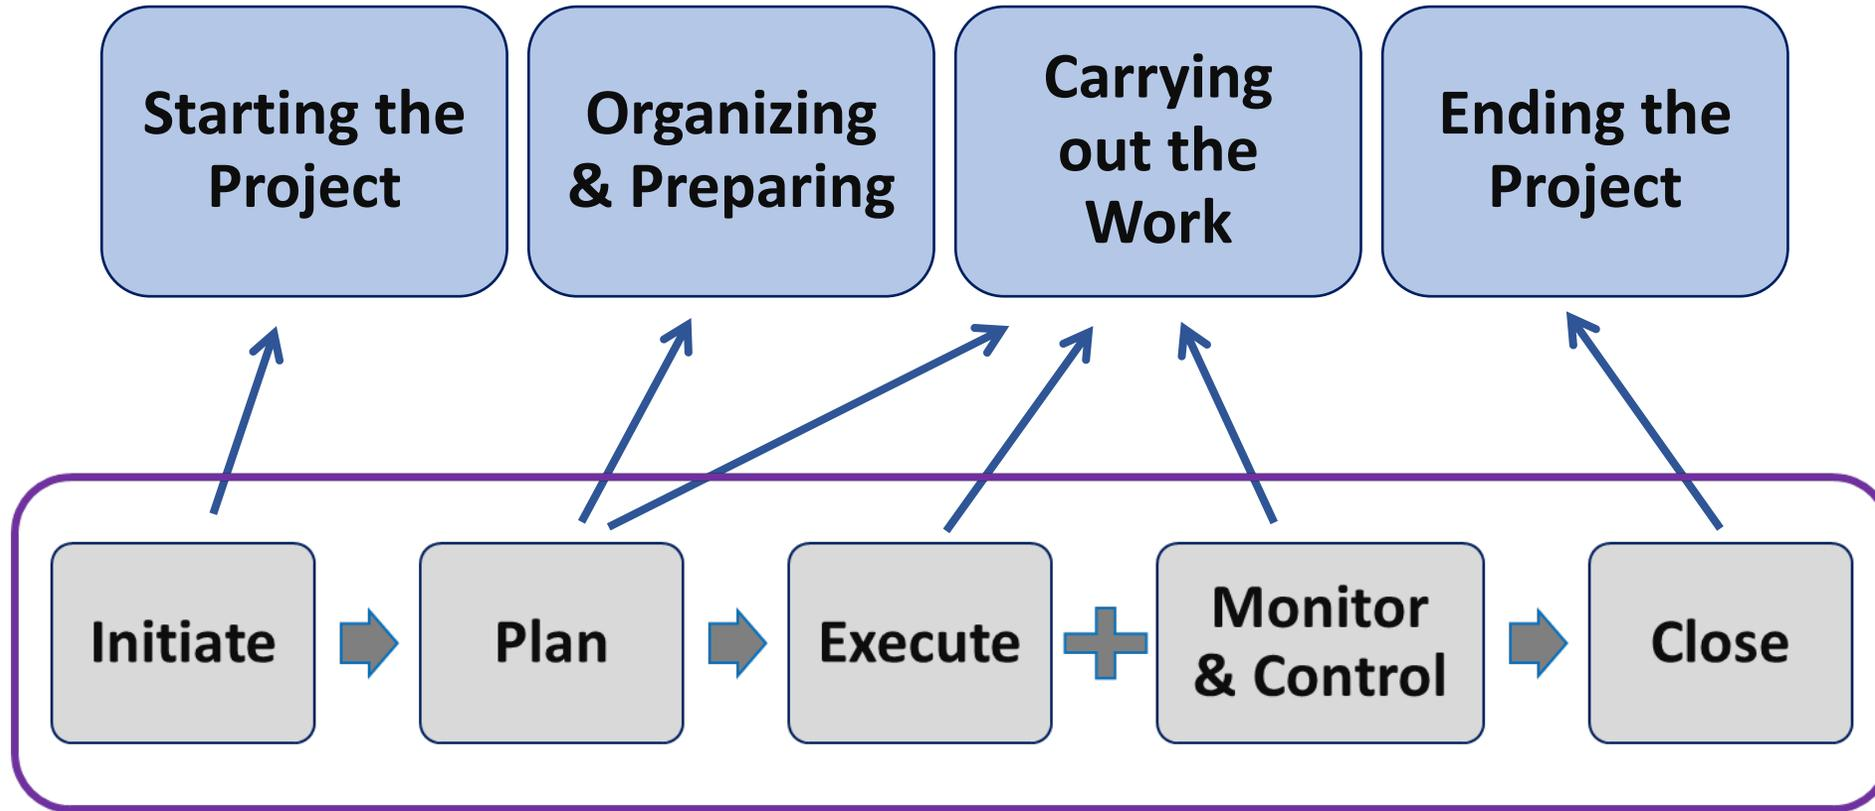 Starting the
Project
Organizing
& Preparing
Carrying
out the
Work
Ending the
Project
Initiate
Plan
Execute
Monitor
& Control
Close